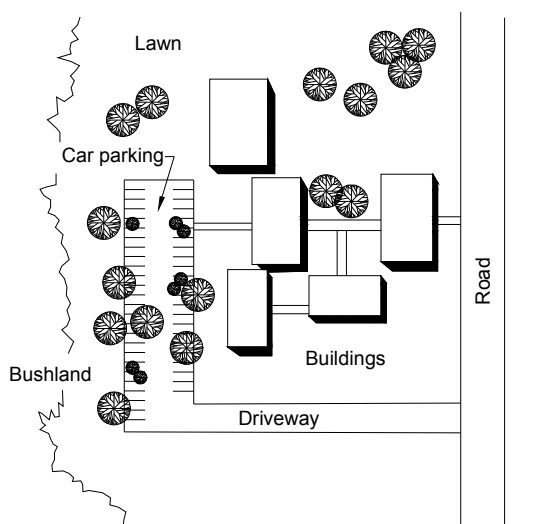 Lawn
Car parking
Road
Buildings
Bushland
Driveway